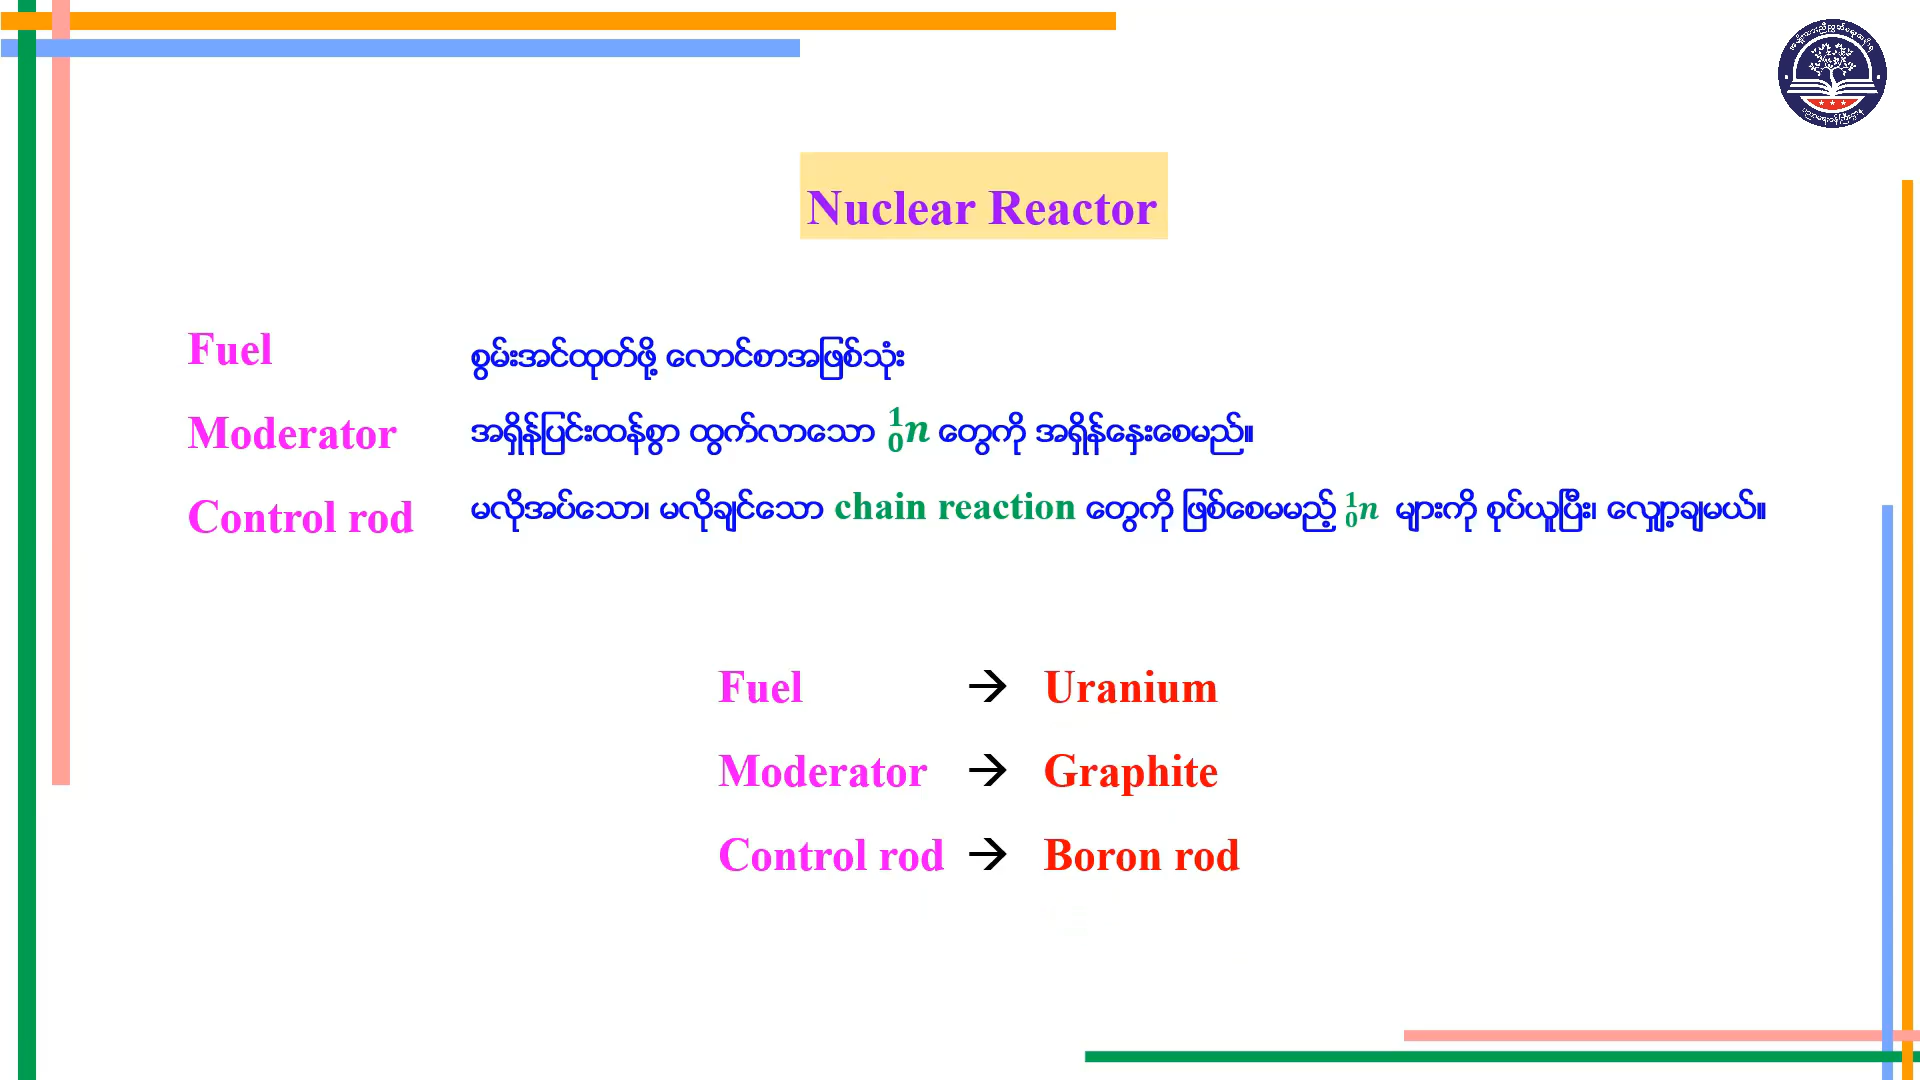 Nuclear Reactor
Fuel စွမ်းအင်ထုတ်ဖို့ လောင်စာအဖြစ်သုံး
Moderator အရှိန်ပြင်းထန်စွာ ထွက်လာသော ¹₀n တွေကို အရှိန်နှေးစေမည်။
Control rod မလိုအပ်သော၊ မလိုချင်သော chain reaction တွေကို ဖြစ်စေမမည့် ¹₀n များကို စုပ်ယူပြီး၊ လျှော့ချမယ်။
Fuel → Uranium
Moderator → Graphite
Control rod → Boron rod